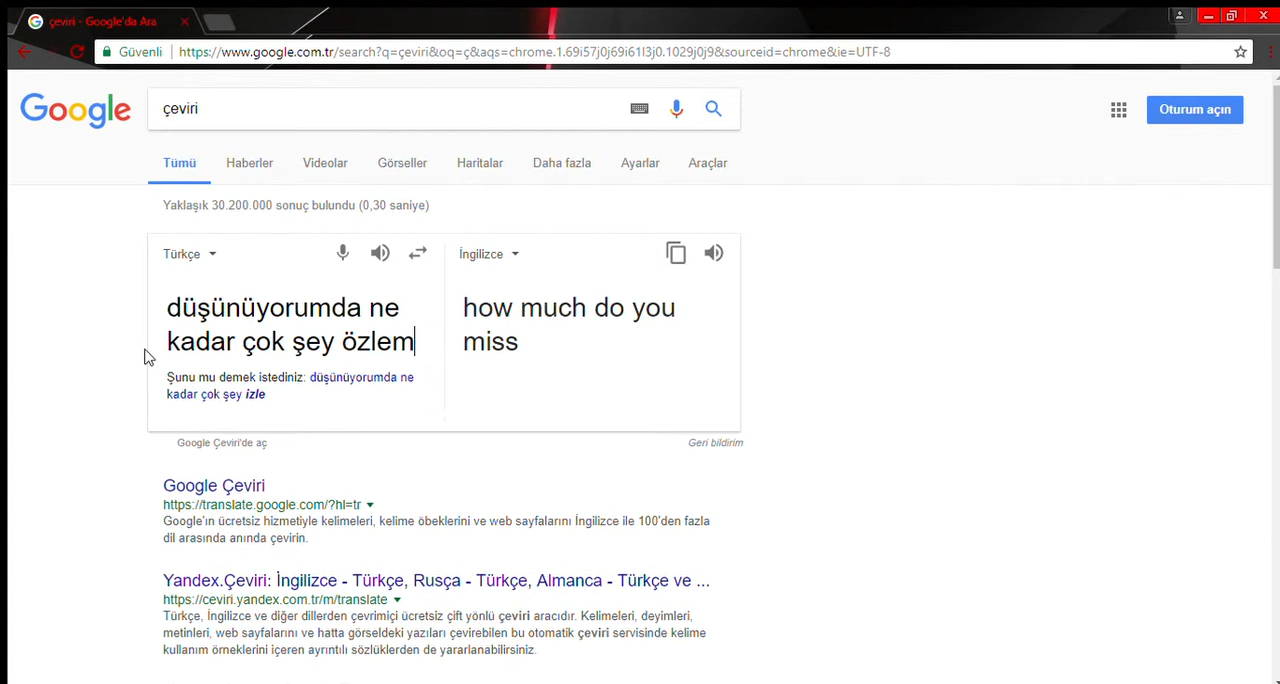 çeviri - Google'da Ara
Güvenli | https://www.google.com.tr/search?q=çeviri&oq=ç&aqs=chrome.1.69i57j0j69i61l3j0.1029j0j9&sourceid=chrome&ie=UTF-8
Google
çeviri
Oturum açın
Tümü Haberler Videolar Görseller Haritalar Daha fazla Ayarlar Araçlar
Yaklaşık 30.200.000 sonuç bulundu (0,30 saniye)
Türkçe
İngilizce
düşünüyorumda ne
kadar çok şey özlem
how much do you
miss
Şunu mu demek istediniz: düşünüyorumda ne
kadar çok şey izle
Google Çeviri'de aç
Geri bildirim
Google Çeviri
https://translate.google.com/?hl=tr
Google'ın ücretsiz hizmetiyle kelimeleri, kelime öbeklerini ve web sayfalarını İngilizce ile 100'den fazla
dil arasında anında çevirin.
Yandex.Çeviri: İngilizce - Türkçe, Rusça - Türkçe, Almanca - Türkçe ve ...
https://ceviri.yandex.com.tr/m/translate
Türkçe, İngilizce ve diğer dillerden çevrimiçi ücretsiz çift yönlü çeviri aracıdır. Kelimeleri, deyimleri,
metinleri, web sayfalarını ve hatta görseldeki yazıları çevirebilen bu otomatik çeviri servisinde kelime
kullanım örneklerini içeren ayrıntılı sözlüklerden de yararlanabilirsiniz.